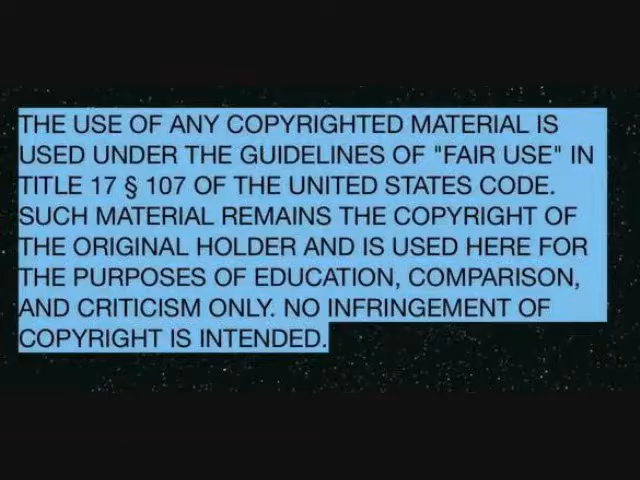 THE USE OF ANY COPYRIGHTED MATERIAL IS
USED UNDER THE GUIDELINES OF "FAIR USE" IN
TITLE 17 § 107 OF THE UNITED STATES CODE.
SUCH MATERIAL REMAINS THE COPYRIGHT OF
THE ORIGINAL HOLDER AND IS USED HERE FOR
THE PURPOSES OF EDUCATION, COMPARISON,
AND CRITICISM ONLY. NO INFRINGEMENT OF
COPYRIGHT IS INTENDED.